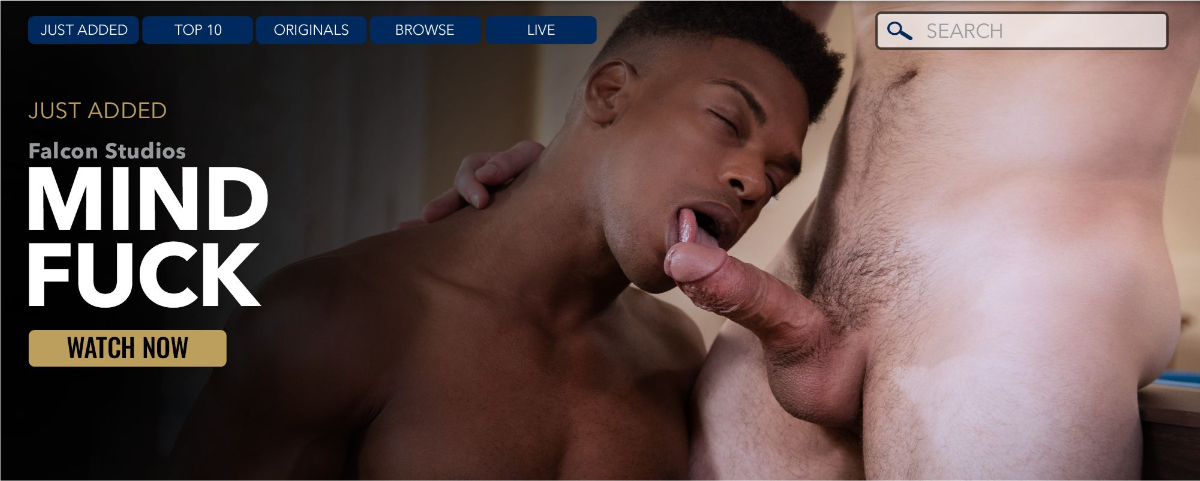 JUST ADDED
TOP 10
ORIGINALS
BROWSE
LIVE
SEARCH
JUST ADDED
Falcon Studios
MIND
FUCK
WATCH NOW